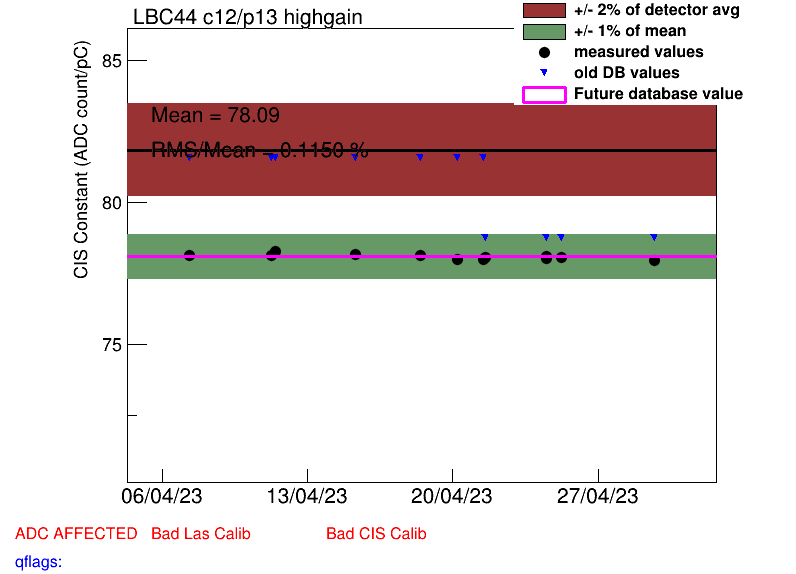 LBC44 c12/p13 highgain
+/- 2% of detector avg
+/- 1% of mean
measured values
old DB values
Future database value
CIS Constant (ADC count/pC)
85
80
75
Mean = 78.09
RMS/Mean = 0.1150 %
06/04/23 13/04/23 20/04/23 27/04/23
ADC AFFECTED Bad Las Calib Bad CIS Calib
qflags: